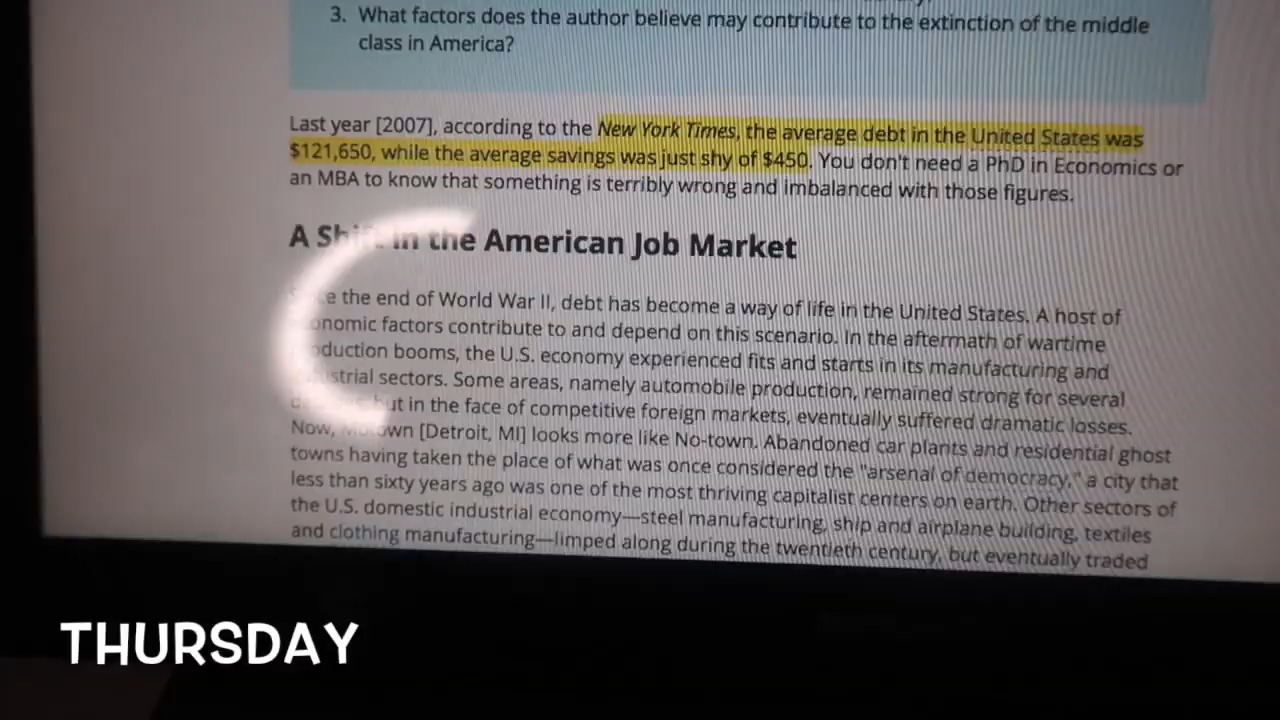 3. What factors does the author believe may contribute to the extinction of the middle
class in America?
Last year [2007], according to the New York Times, the average debt in the United States was
$121,650, while the average savings was just shy of $450. You don't need a PhD in Economics or
an MBA to know that something is terribly wrong and imbalanced with those figures.
A Shift in the American Job Market
the end of World War II, debt has become a way of life in the United States. A host of
factors contribute to and depend on this scenario. In the aftermath of wartime
booms, the U.S. economy experienced fits and starts in its manufacturing and
sectors. Some areas, namely automobile production, remained strong for several
but in the face of competitive foreign markets, eventually suffered dramatic losses.
Now, [Detroit, MI] looks more like No-town. Abandoned car plants and residential ghost
towns having taken the place of what was once considered the "arsenal of democracy," a city that
less than sixty years ago was one of the most thriving capitalist centers on earth. Other sectors of
the U.S. domestic industrial economy—steel manufacturing, ship and airplane building, textiles
and clothing manufacturing—limped along during the twentieth century, but eventually traded
THURSDAY